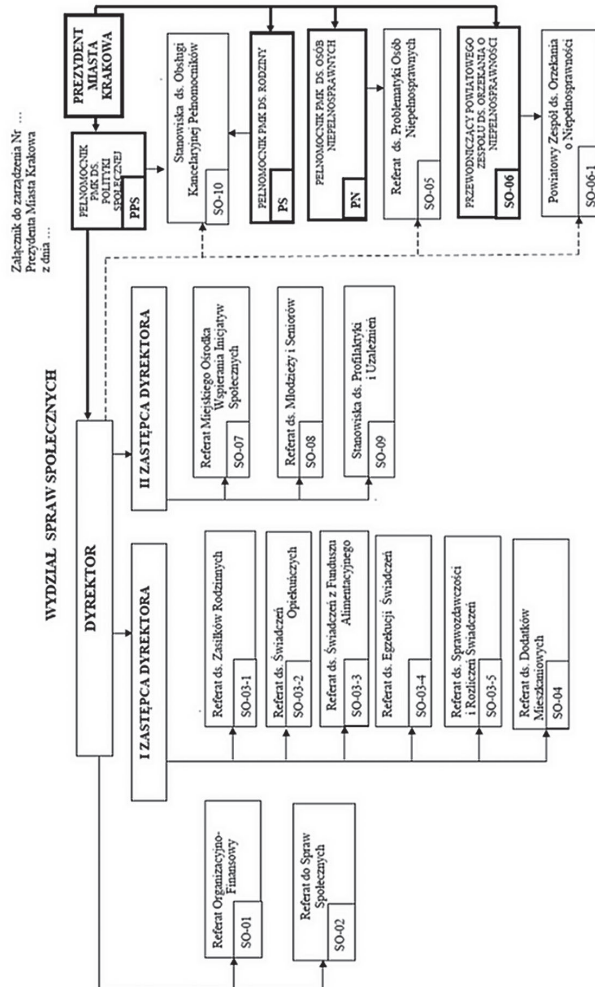 Załącznik do zarządzenia Nr …
Prezydenta Miasta Krakowa
z dnia …
WYDZIAŁ SPRAW SPOŁECZNYCH
PREZYDENT
MIASTA
KRAKOWA
PEŁNOMOCNIK
PMK DS.
POLITYKI
SPOŁECZNEJ
PPS
DYREKTOR
I ZASTĘPCA DYREKTORA
II ZASTĘPCA DYREKTORA
Referat Organizacyjno-
Finansowy
SO-01
Referat do Spraw
Społecznych
SO-02
Referat ds. Zasiłków Rodzinnych
SO-03-1
Referat ds. Świadczeń
Opiekuńczych
SO-03-2
Referat ds. Świadczeń z Funduszu
Alimentacyjnego
SO-03-3
Referat ds. Egzekucji Świadczeń
SO-03-4
Referat ds. Sprawozdawczości
i Rozliczeń Świadczeń
SO-03-5
Referat ds. Dodatków
Mieszkaniowych
SO-04
Referat Miejskiego Ośrodka
Wspierania Inicjatyw
Społecznych
SO-07
Referat ds. Młodzieży i Seniorów
SO-08
Stanowiska ds. Profilaktyki
i Uzależnień
SO-09
Stanowiska ds. Obsługi
Kancelaryjnej Pełnomocników
SO-10
PEŁNOMOCNIK PMK DS. RODZINY
PS
PEŁNOMOCNIK PMK DS. OSÓB
NIEPEŁNOSPRAWNYCH
PN
Referat ds. Problematyki Osób
Niepełnosprawnych
SO-05
PRZEWODNICZĄCY POWIATOWEGO
ZESPOŁU DS. ORZEKANIA O
NIEPEŁNOSPRAWNOŚCI
SO-06
Powiatowy Zespół ds. Orzekania
o Niepełnosprawności
SO-06-1